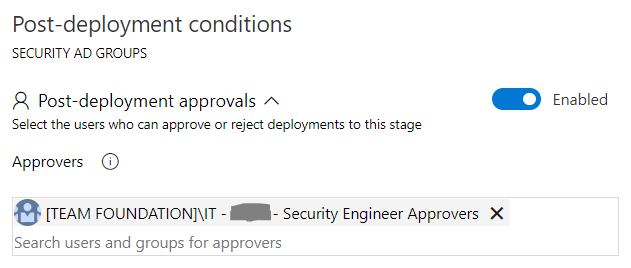 Post-deployment conditions
SECURITY AD GROUPS
Post-deployment approvals
Enabled
Select the users who can approve or reject deployments to this stage
Approvers
[TEAM FOUNDATION]\IT - - Security Engineer Approvers
Search users and groups for approvers